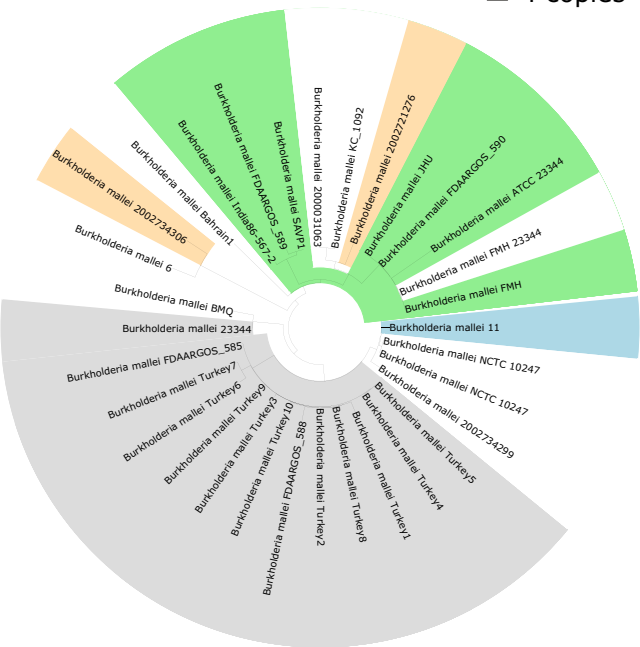 4 copies
Burkholderia mallei 2000031063
Burkholderia mallei KC_1092
Burkholderia mallei 2002721276
Burkholderia mallei JHU
Burkholderia mallei FDAARGOS_590
Burkholderia mallei ATCC 23344
Burkholderia mallei FMH 23344
Burkholderia mallei FMH
Burkholderia mallei 11
Burkholderia mallei NCTC 10247
Burkholderia mallei NCTC 10247
Burkholderia mallei 2002734299
Burkholderia mallei Turkey5
Burkholderia mallei Turkey4
Burkholderia mallei Turkey1
Burkholderia mallei Turkey8
Burkholderia mallei Turkey2
Burkholderia mallei FDAARGOS_588
Burkholderia mallei Turkey10
Burkholderia mallei Turkey3
Burkholderia mallei Turkey9
Burkholderia mallei Turkey6
Burkholderia mallei Turkey7
Burkholderia mallei FDAARGOS_585
Burkholderia mallei 23344
Burkholderia mallei BMQ
Burkholderia mallei 6
Burkholderia mallei 2002734306
Burkholderia mallei Bahrain1
Burkholderia mallei India86-567-2
Burkholderia mallei FDAARGOS_589
Burkholderia mallei SAVP1